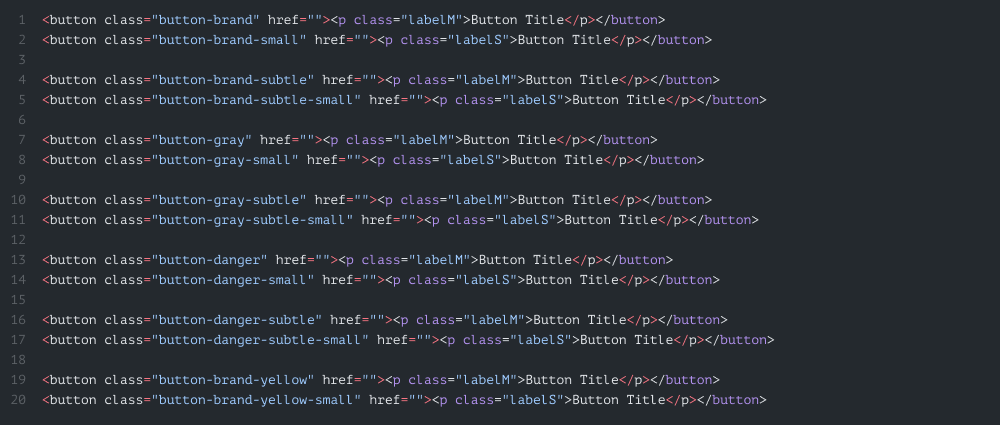 1 <button class="button-brand" href=""><p class="labelM">Button Title</p></button>
2 <button class="button-brand-small" href=""><p class="labelS">Button Title</p></button>
3
4 <button class="button-brand-subtle" href=""><p class="labelM">Button Title</p></button>
5 <button class="button-brand-subtle-small" href=""><p class="labelS">Button Title</p></button>
6
7 <button class="button-gray" href=""><p class="labelM">Button Title</p></button>
8 <button class="button-gray-small" href=""><p class="labelS">Button Title</p></button>
9
10 <button class="button-gray-subtle" href=""><p class="labelM">Button Title</p></button>
11 <button class="button-gray-subtle-small" href=""><p class="labelS">Button Title</p></button>
12
13 <button class="button-danger" href=""><p class="labelM">Button Title</p></button>
14 <button class="button-danger-small" href=""><p class="labelS">Button Title</p></button>
15
16 <button class="button-danger-subtle" href=""><p class="labelM">Button Title</p></button>
17 <button class="button-danger-subtle-small" href=""><p class="labelS">Button Title</p></button>
18
19 <button class="button-brand-yellow" href=""><p class="labelM">Button Title</p></button>
20 <button class="button-brand-yellow-small" href=""><p class="labelS">Button Title</p></button>